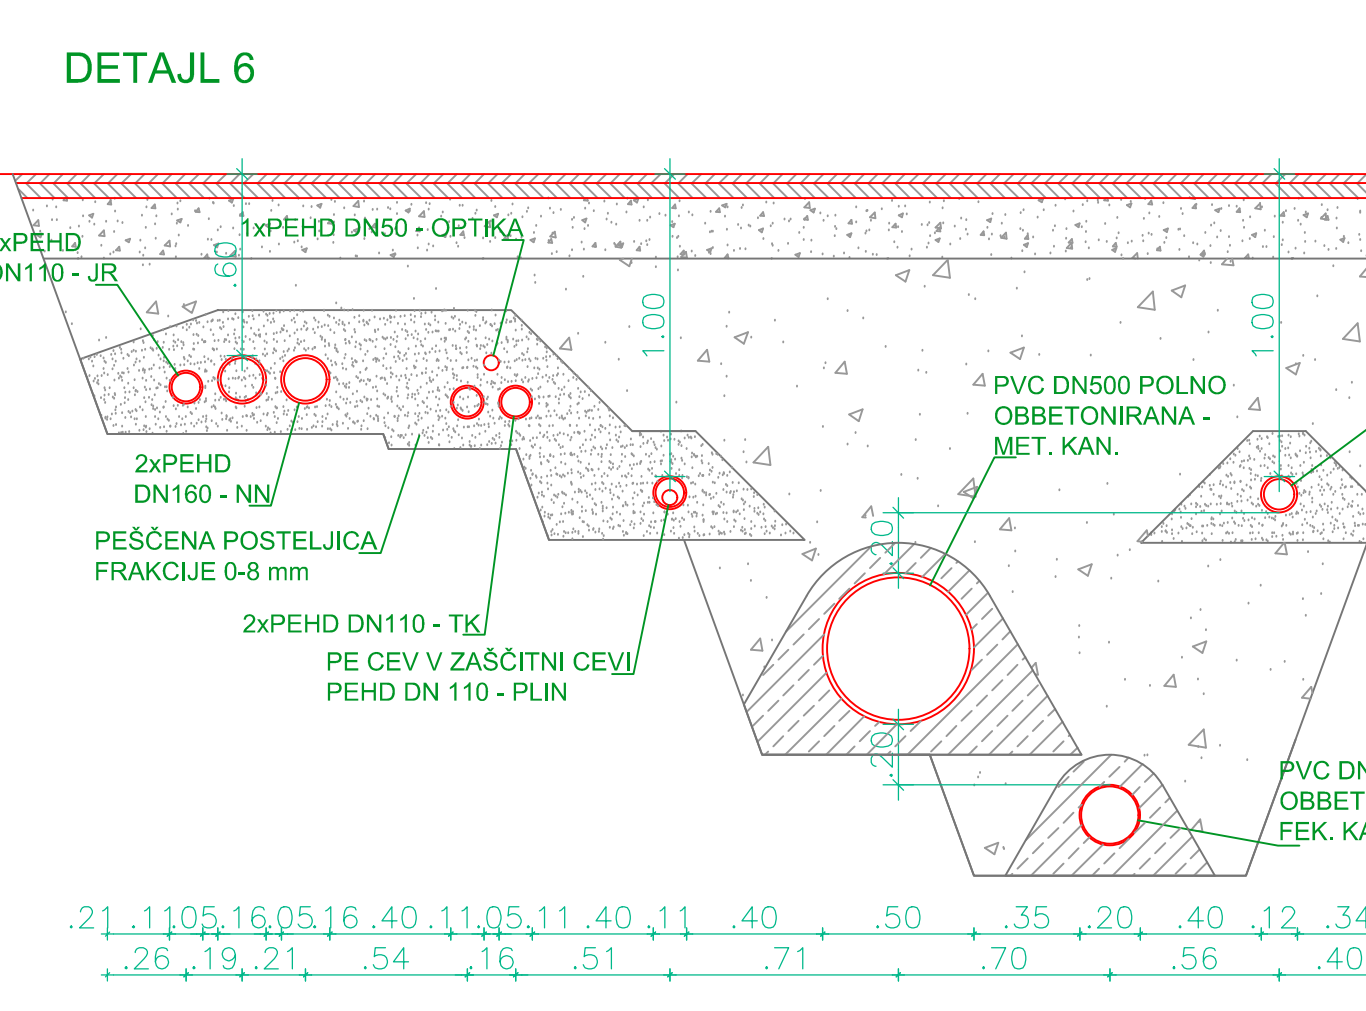 DETAJL 6
1xPEHD DN50 - OPTIKA
xPEHD
DN110 - JR
.60
1.00
1.00
PVC DN500 POLNO
OBBETONIRANA -
MET. KAN.
2xPEHD
DN160 - NN
PEŠČENA POSTELJICA
FRAKCIJE 0-8 mm
.20
2xPEHD DN110 - TK
PE CEV V ZAŠČITNI CEVI
PEHD DN 110 - PLIN
.20
PVC DN
OBBET
FEK. KA
.21 .11 .05 .16 .05 .16 .40 .11 .05 .11 .40 .11 .40 .50 .35 .20 .40 .12 .34
.26 .19 .21 .54 .16 .51 .71 .70 .56 .40